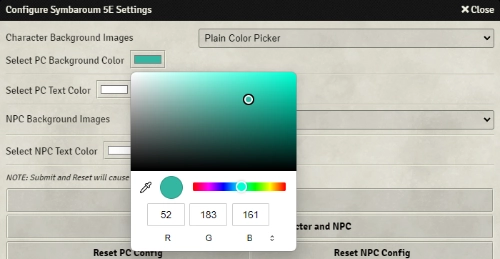 Configure Symbaroum 5E Settings
Close
Character Background Images
Plain Color Picker
Select PC Background Color
Select PC Text Color
NPC Background Images
Select NPC Text Color
NOTE: Submit and Reset will cause
52 183 161
R G B
cter and NPC
Reset PC Config Reset NPC Config